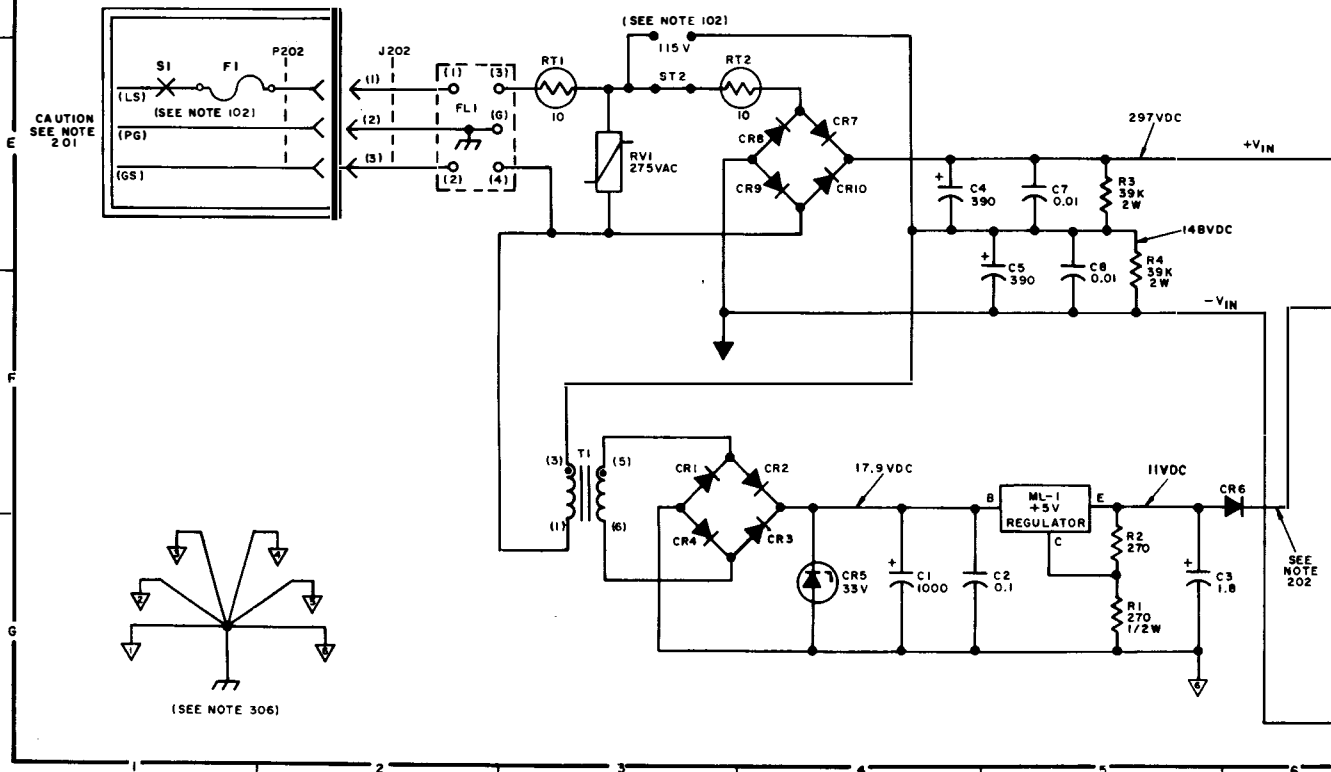 (SEE NOTE 102)
115V
P202
J202
S1
F1
(LS)
(SEE NOTE 102)
(PG)
(GS)
CAUTION
SEE NOTE
201
(1)
(2)
(3)
(1)
(3)
FL1
(G)
(2)
(4)
RT1
10
ST2
RT2
10
RV1
275VAC
CR8
CR7
CR9
CR10
297VDC
+VIN
+
C4
390
C7
0.01
R3
39K
2W
148VDC
+
C5
390
C8
0.01
R4
39K
2W
-VIN
E
F
G
(3)
T1
(5)
(1)
(6)
CR1
CR2
CR4
CR3
17.9VDC
CR5
33V
+
C1
1000
C2
0.1
B
ML-1
+5V
REGULATOR
E
C
11VDC
R2
270
R1
270
1/2W
+
C3
1.8
CR6
SEE
NOTE
202
6
3
4
2
5
1
6
(SEE NOTE 306)
1
2
3
4
5
6